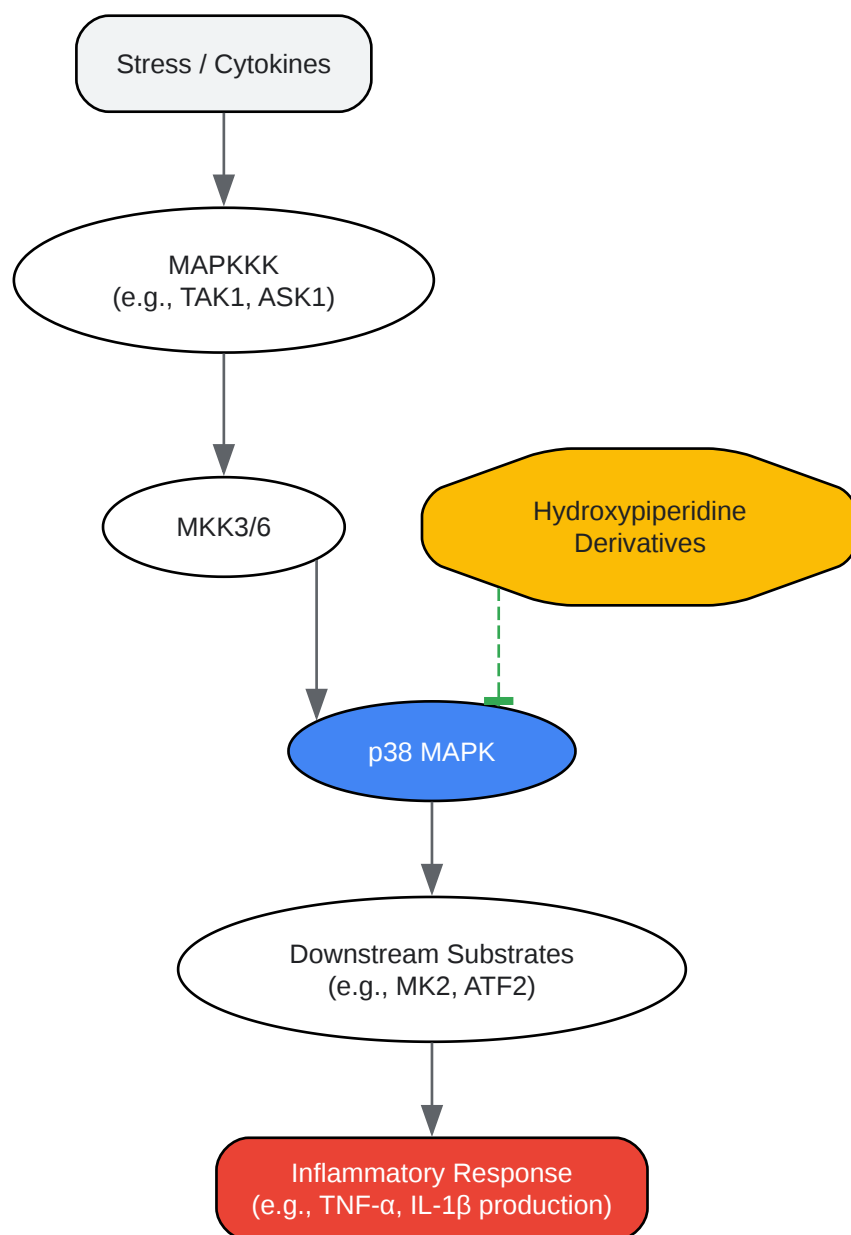 Stress / Cytokines
MAPKKK
(e.g., TAK1, ASK1)
MKK3/6
Hydroxypiperidine
Derivatives
p38 MAPK
Downstream Substrates
(e.g., MK2, ATF2)
Inflammatory Response
(e.g., TNF-α, IL-1β production)